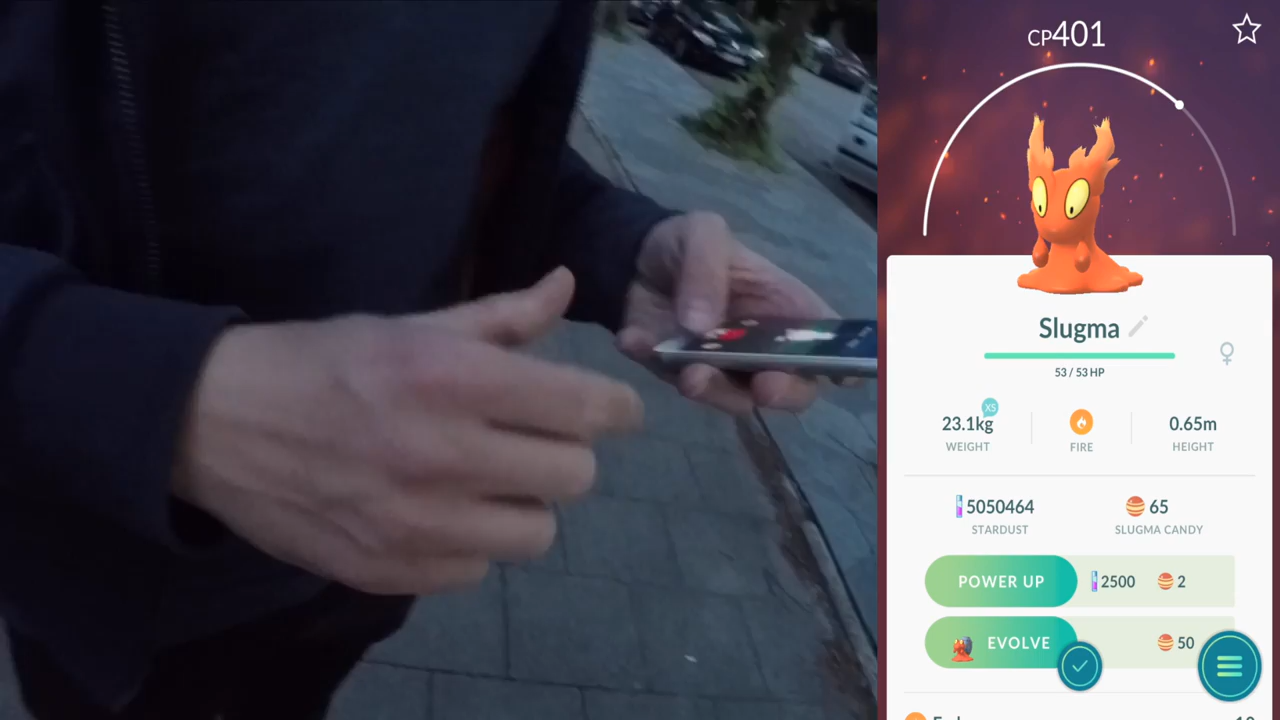 CP401
Slugma
53 / 53 HP
XS
23.1kg
WEIGHT
FIRE
0.65m
HEIGHT
5050464
STARDUST
65
SLUGMA CANDY
POWER UP
2500
2
EVOLVE
50